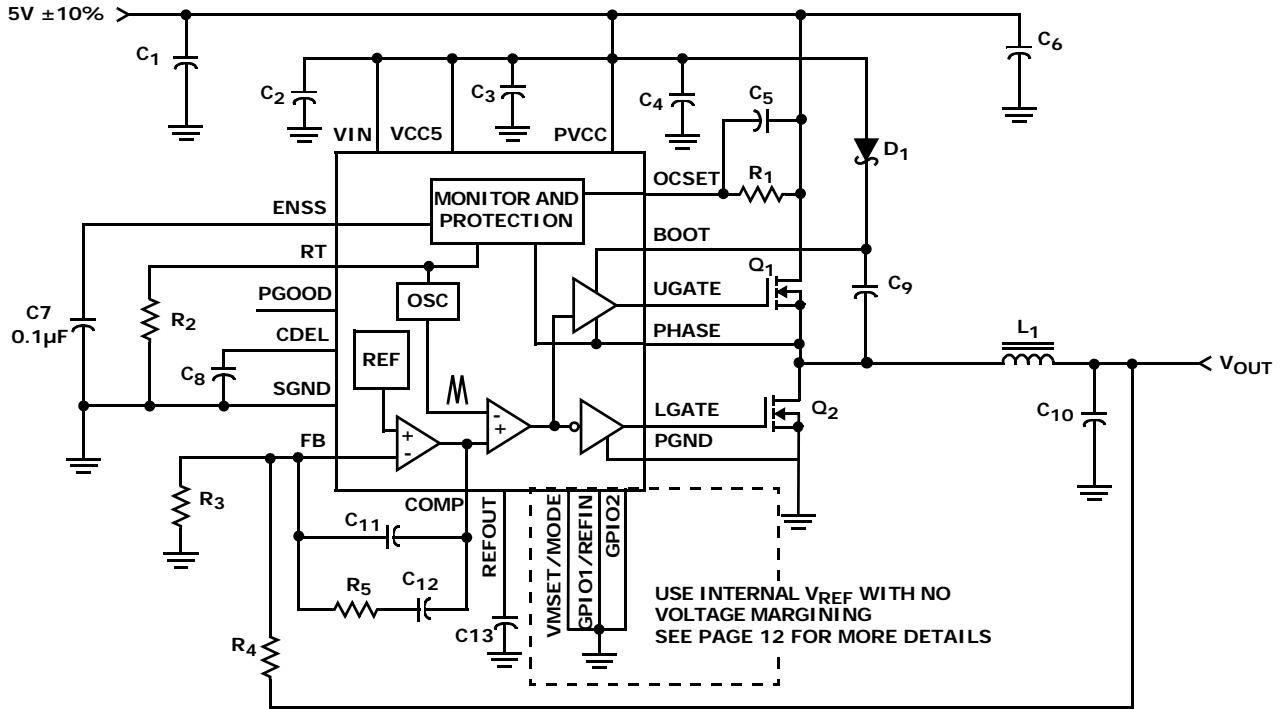 5V ±10%
C1
C2
C3
C4
C5
C6
VIN
VCC5
PVCC
D1
OCSET
R1
MONITOR AND
PROTECTION
ENSS
BOOT
RT
Q1
C9
PGOOD
OSC
UGATE
C7
0.1µF
R2
CDEL
PHASE
L1
REF
VOUT
C8
SGND
LGATE
Q2
C10
PGND
FB
+
-
-
+
R3
COMP
REFOUT
VMSET/MODE
GPIO1/REFIN
GPIO2
C11
R5
C12
C13
USE INTERNAL VREF WITH NO
VOLTAGE MARGINING
SEE PAGE 12 FOR MORE DETAILS
R4